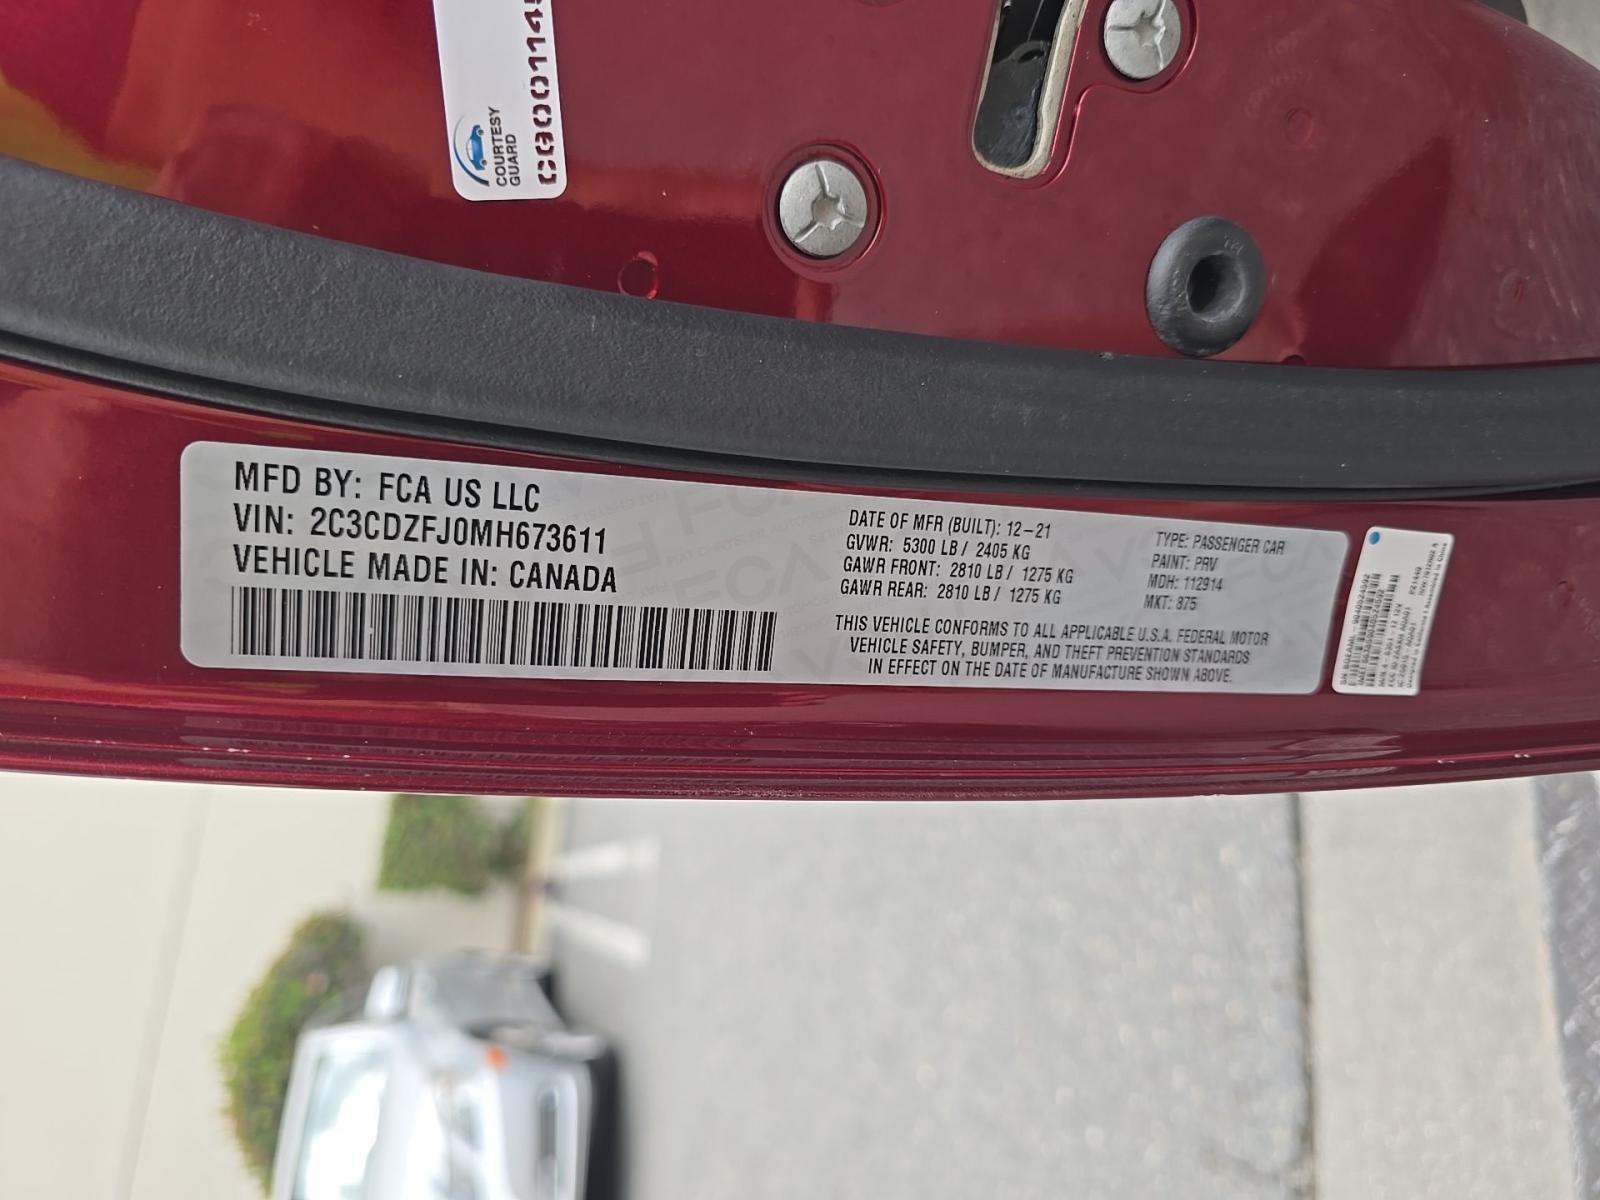 COURTESY
GUARD
MFD BY: FCA US LLC
VIN: 2C3CDZFJ0MH673611
VEHICLE MADE IN: CANADA
DATE OF MFR (BUILT): 12-21
GVWR: 5300 LB / 2405 KG
GAWR FRONT: 2810 LB / 1275 KG
GAWR REAR: 2810 LB / 1275 KG
TYPE: PASSENGER CAR
PAINT: PRV
MDH: 112914
MKT: 875
THIS VEHICLE CONFORMS TO ALL APPLICABLE U.S.A. FEDERAL MOTOR
VEHICLE SAFETY, BUMPER, AND THEFT PREVENTION STANDARDS
IN EFFECT ON THE DATE OF MANUFACTURE SHOWN ABOVE.